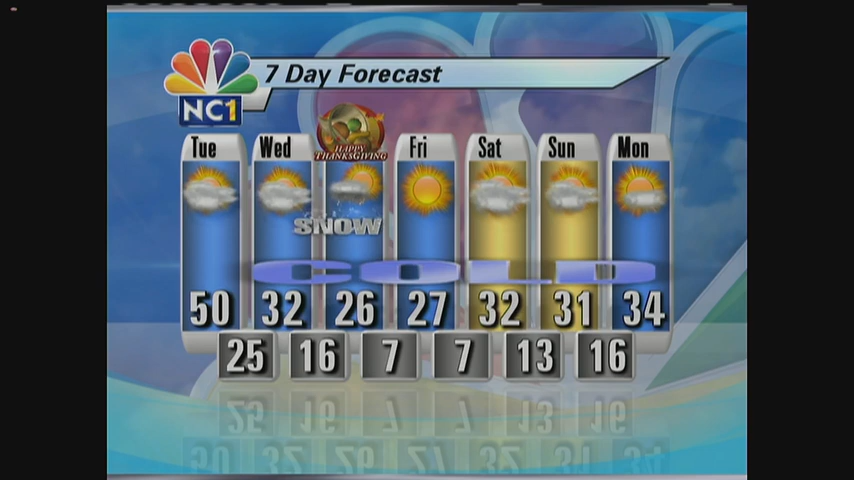 7 Day Forecast
NC1
Tue Wed HAPPY THANKSGIVING Fri Sat Sun Mon
SNOW
COLD
50 32 26 27 32 31 34
25 16 7 7 13 16